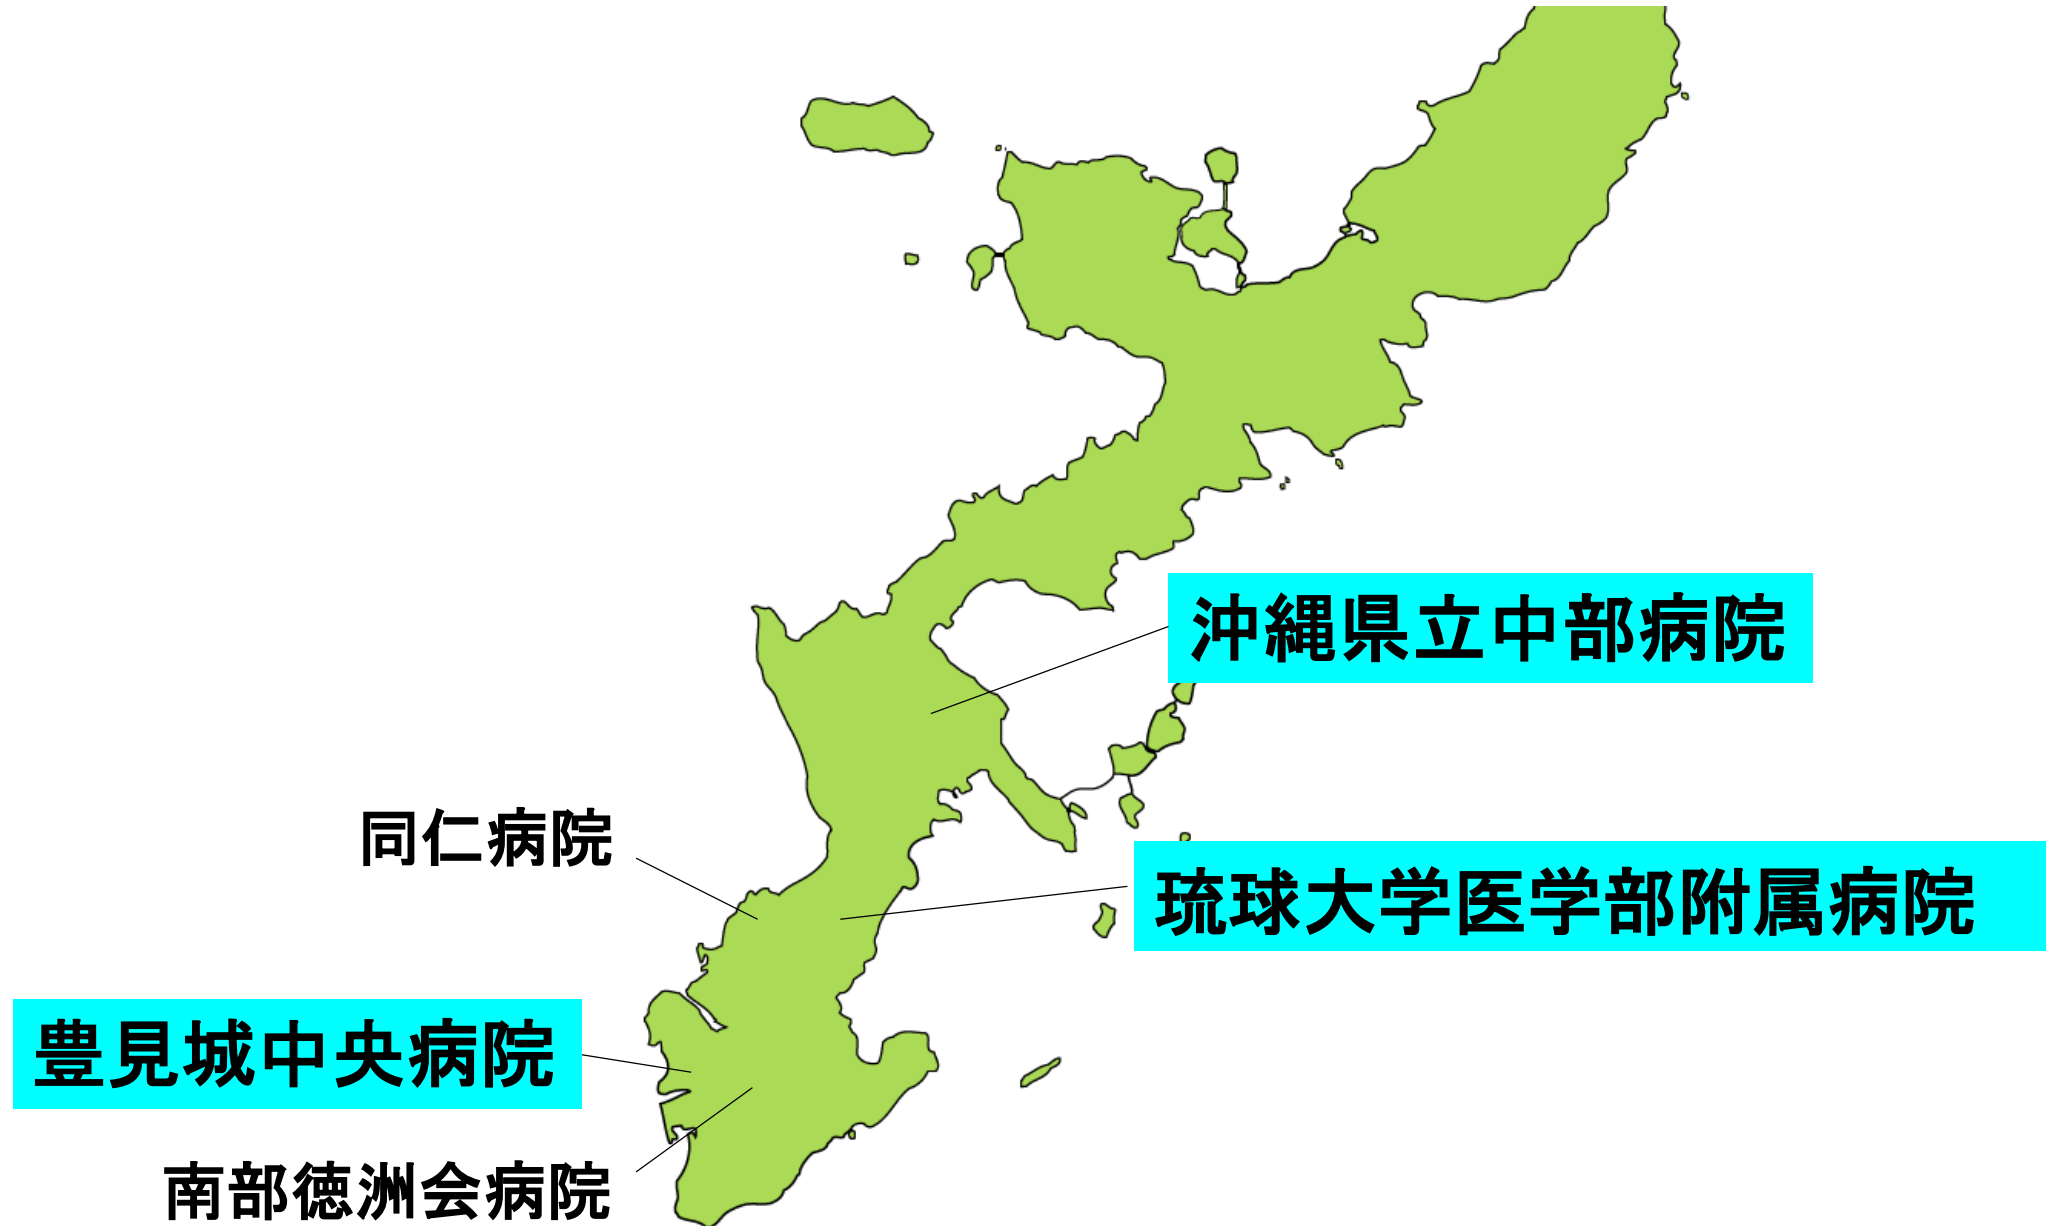 沖縄県立中部病院
同仁病院
琉球大学医学部附属病院
豊見城中央病院
南部徳洲会病院